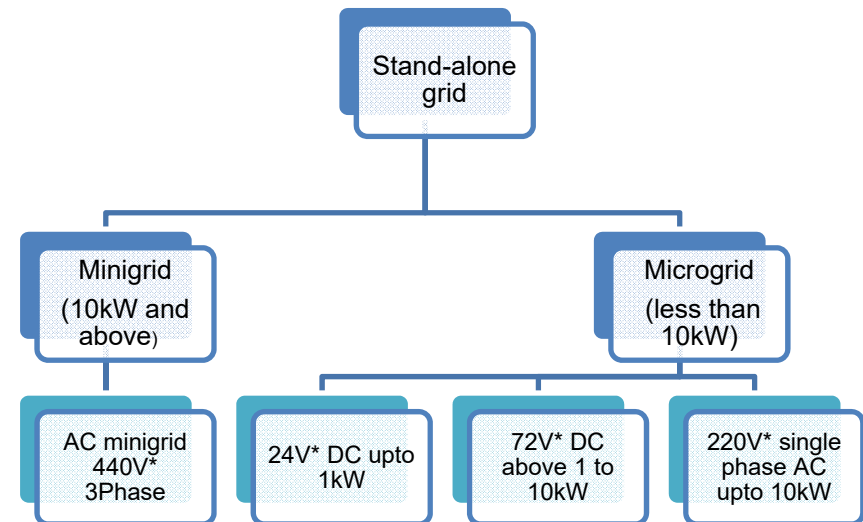 Stand-alone
grid
Minigrid
(10kW and
above)
Microgrid
(less than
10kW)
AC minigrid
440V*
3Phase
24V* DC upto
1kW
72V* DC
above 1 to
10kW
220V* single
phase AC
upto 10kW